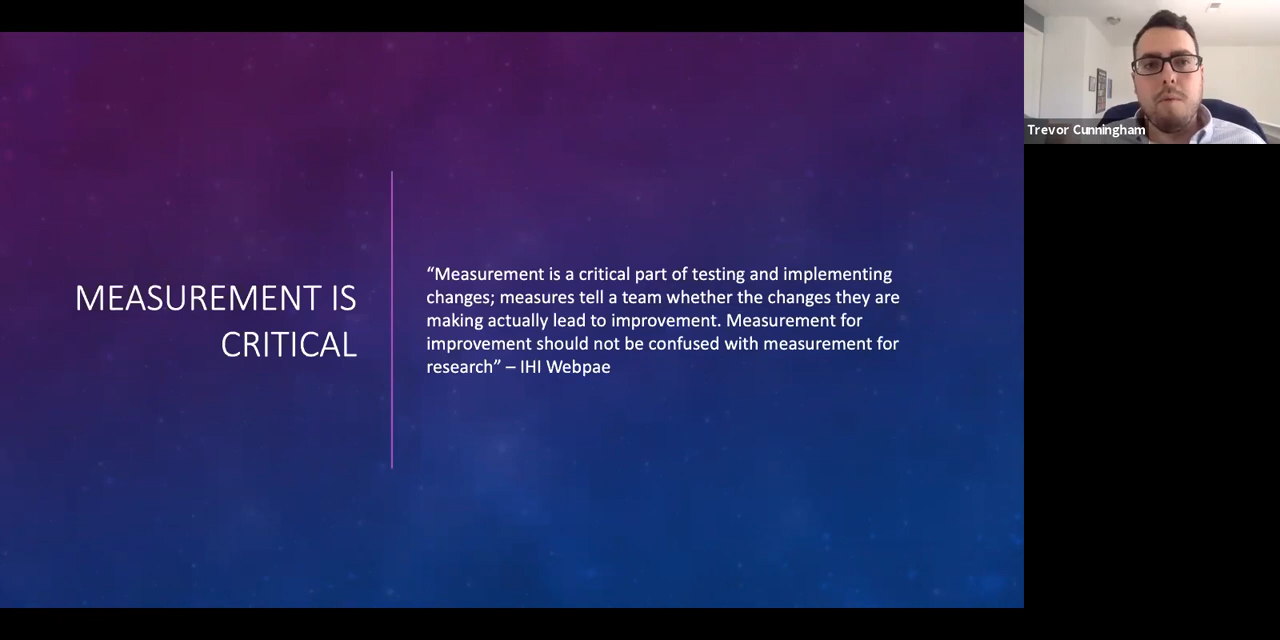 MEASUREMENT IS
CRITICAL
“Measurement is a critical part of testing and implementing
changes; measures tell a team whether the changes they are
making actually lead to improvement. Measurement for
improvement should not be confused with measurement for
research” – IHI Webpae
Trevor Cunningham